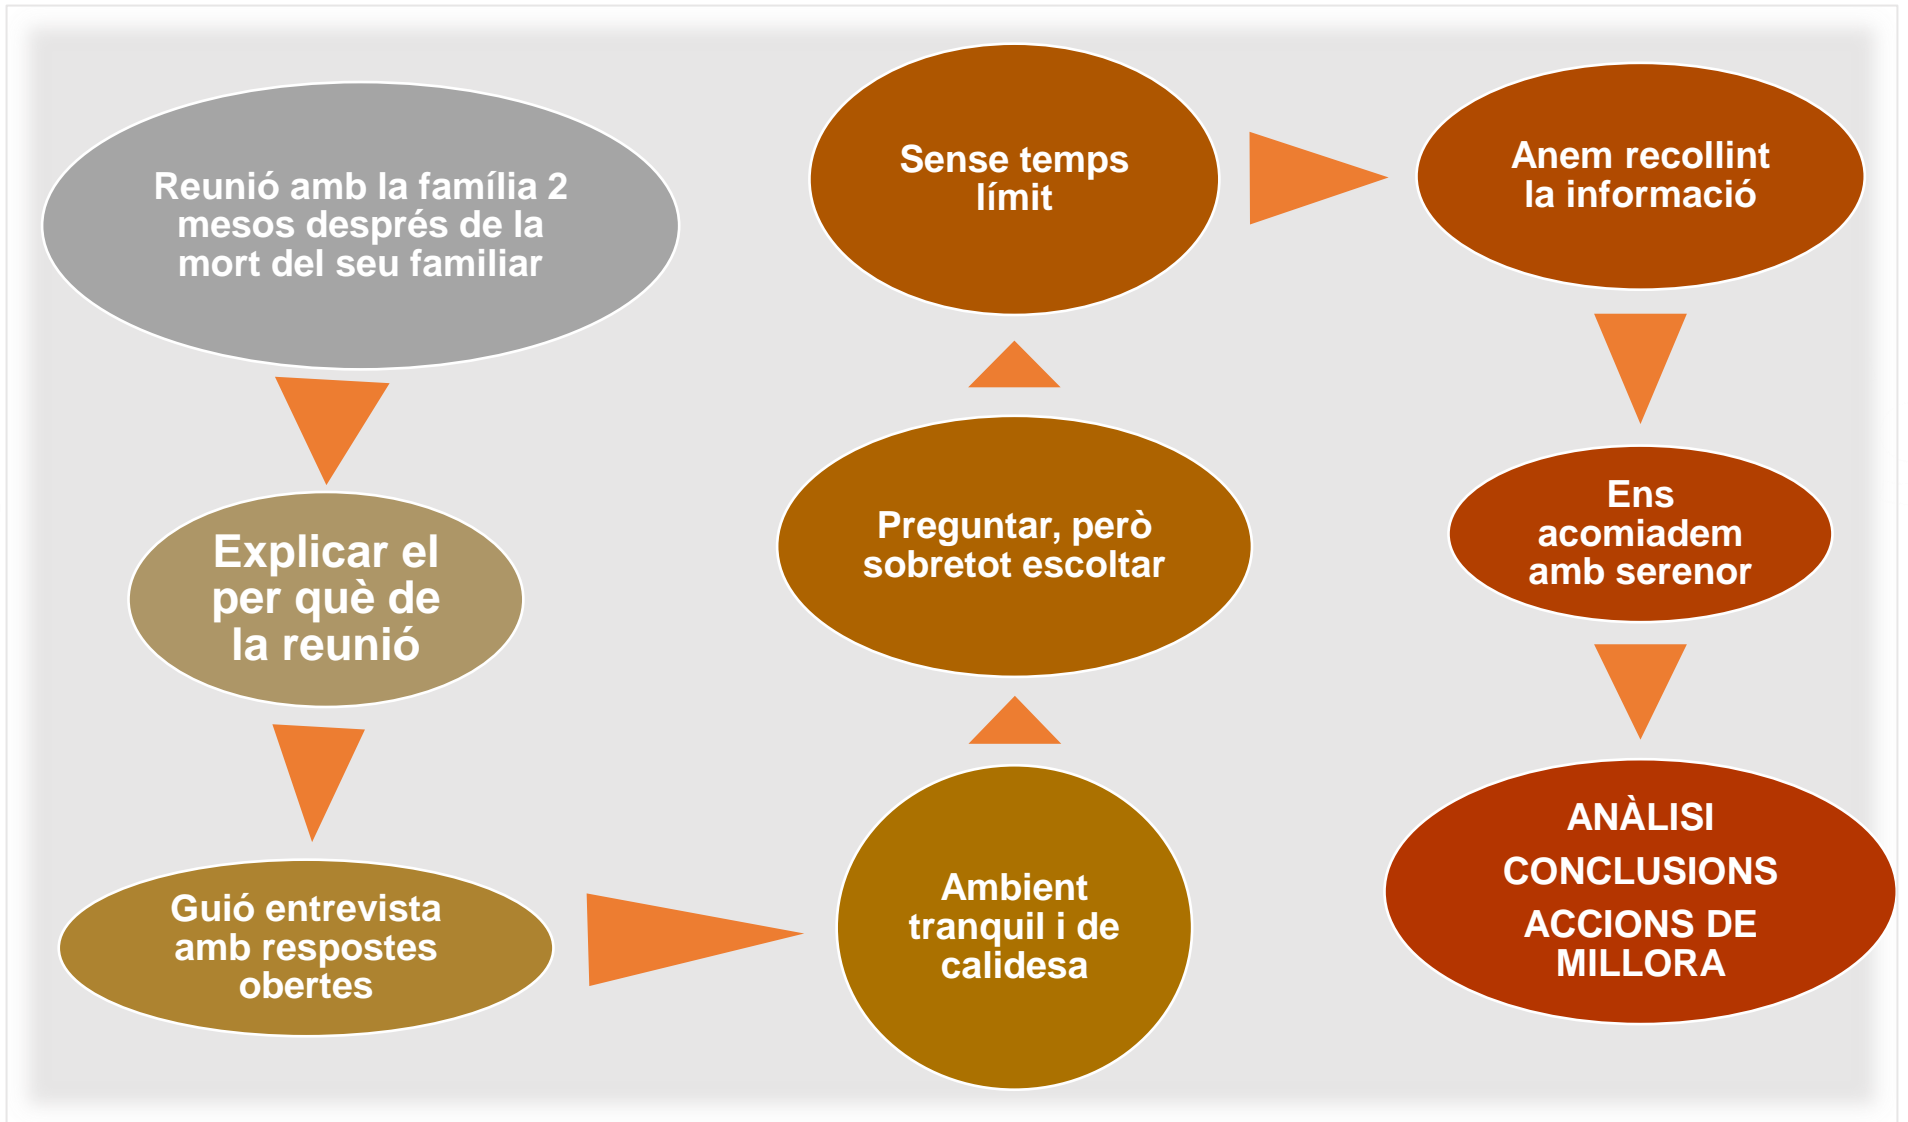 Reunió amb la família 2
mesos després de la
mort del seu familiar
Explicar el
per què de
la reunió
Guió entrevista
amb respostes
obertes
Ambient
tranquil i de
calidesa
Preguntar, però
sobretot escoltar
Sense temps
límit
Anem recollint
la informació
Ens
acomiadem
amb serenor
ANÀLISI
CONCLUSIONS
ACCIONS DE
MILLORA